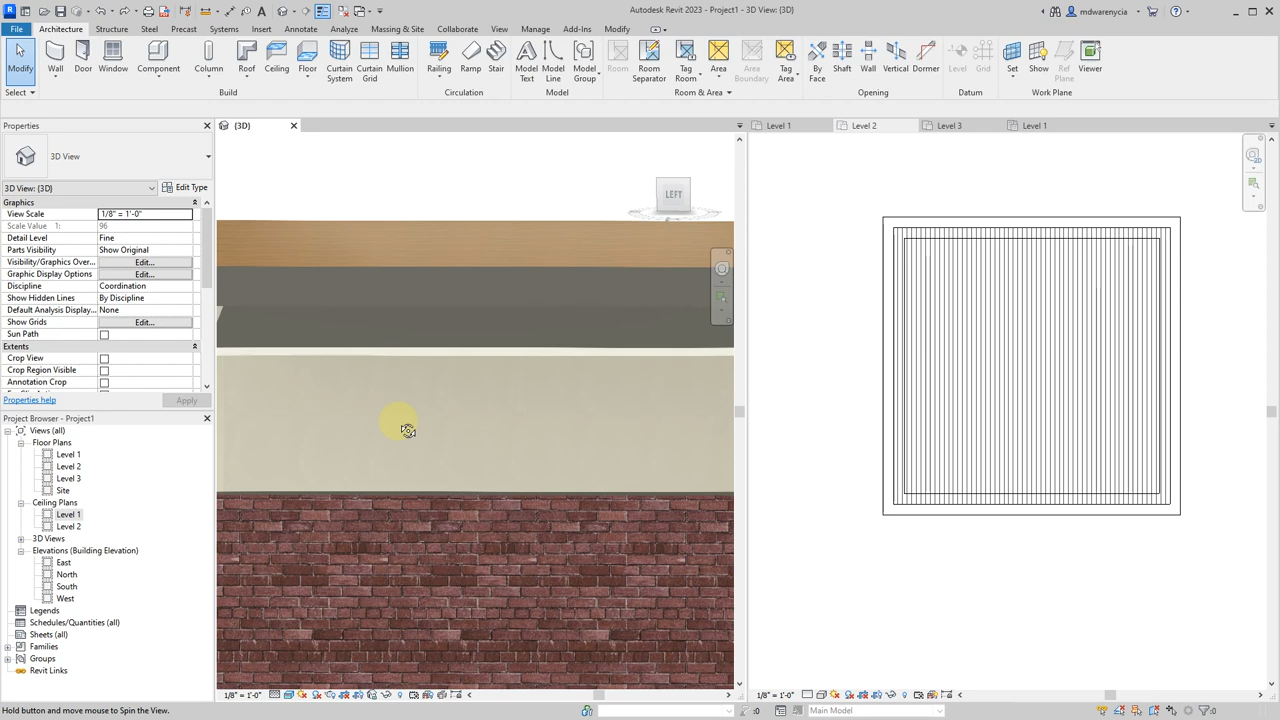 Autodesk Revit 2023 - Project1 - 3D View: {3D}
mdwarenycia
File Architecture Structure Steel Precast Systems Insert Annotate Analyze Massing & Site Collaborate View Manage Add-Ins Modify
Modify Wall Door Window Component Column Roof Ceiling Floor Curtain System Curtain Grid Mullion Railing Ramp Stair Model Text Model Line Model Group Room Room Separator Tag Room Area Area Boundary Tag Area By Face Shaft Wall Vertical Dormer Level Grid Set Show Ref Plane Viewer
Select Build Circulation Model Room & Area Opening Datum Work Plane
Properties
3D View
3D View: {3D} Edit Type
Graphics
View Scale 1/8" = 1'-0"
Scale Value 1: 96
Detail Level Fine
Parts Visibility Show Original
Visibility/Graphics Over... Edit...
Graphic Display Options Edit...
Discipline Coordination
Show Hidden Lines By Discipline
Default Analysis Display... None
Show Grids Edit...
Sun Path
Extents
Crop View
Crop Region Visible
Annotation Crop
Properties help Apply
Project Browser - Project1
Views (all)
Floor Plans
Level 1
Level 2
Level 3
Site
Ceiling Plans
Level 1
Level 2
3D Views
Elevations (Building Elevation)
East
North
South
West
Legends
Schedules/Quantities (all)
Sheets (all)
Families
Groups
Revit Links
{3D}
LEFT
1/8" = 1'-0"
Level 1 Level 2 Level 3 Level 1
1/8" = 1'-0"
Hold button and move mouse to Spin the View.
:0 Main Model :0